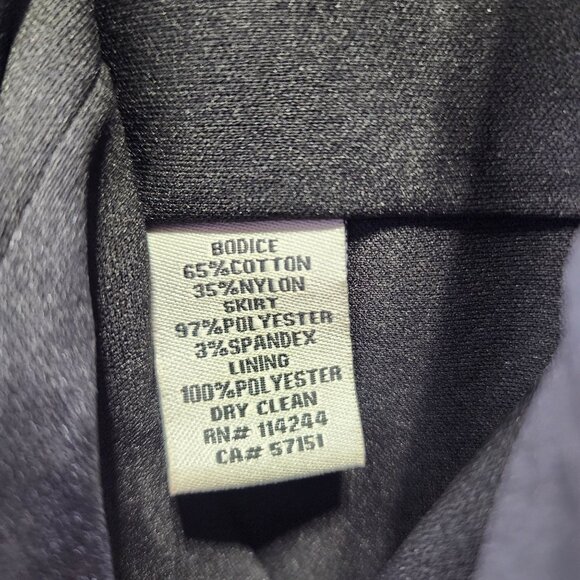 BODICE
65%COTTON
35%NYLON
SKIRT
97%POLYESTER
3%SPANDEX
LINING
100%POLYESTER
DRY CLEAN
RN# 114244
CA# 57151